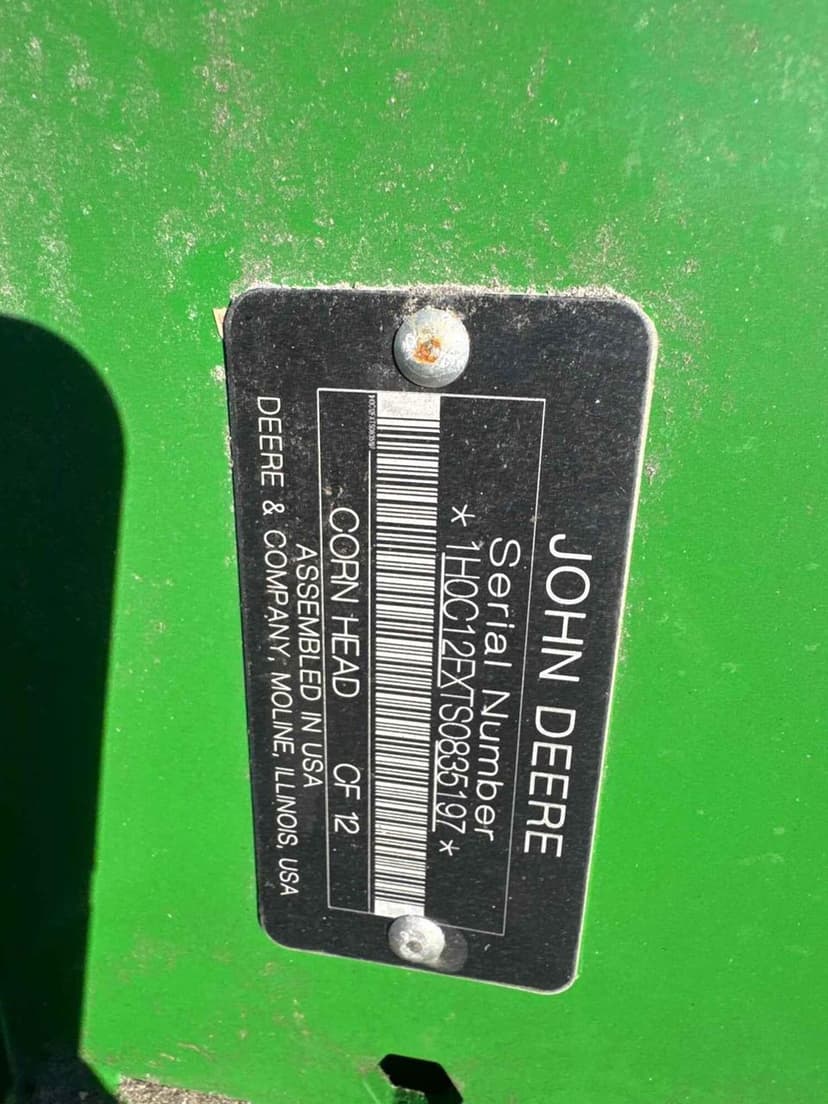 JOHN DEERE
Serial Number
*1H0C12FXTS0835197*
CORN HEAD CF 12
ASSEMBLED IN USA
DEERE & COMPANY, MOLINE, ILLINOIS, USA